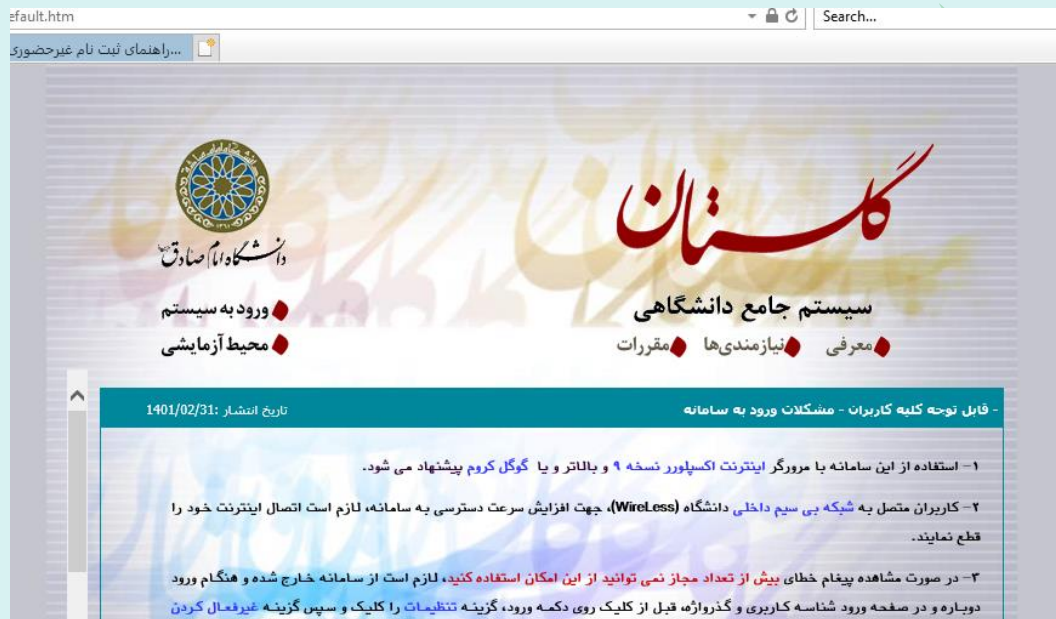 efault.htm
Search...
راهنمای ثبت نام غیرحضوری...
گلستان
دانشگاه امام صادق
سیستم جامع دانشگاهی
ورود به سیستم
معرفی نیازمندی‌ها مقررات
محیط آزمایشی
- قابل توجه کلیه کاربران - مشکلات ورود به سامانه
تاریخ انتشار :1401/02/31
۱- استفاده از این سامانه با مرورگر اینترنت اکسپلورر نسخه ۹ و بالاتر و یا گوگل کروم پیشنهاد می شود.
۲- کاربران متصل به شبکه بی سیم داخلی دانشگاه (WireLess)، جهت افزایش سرعت دسترسی به سامانه، لازم است اتصال اینترنت خود را
قطع نمایند.
۳- در صورت مشاهده پیغام خطای بیش از تعداد مجاز نمی توانید از این امکان استفاده کنید، لازم است از سامانه خارج شده و هنگام ورود
دوباره و در صفحه ورود شناسه کاربری و گذرواژه، قبل از کلیک روی دکمه ورود، گزینه تنظیمات را کلیک و سپس گزینه غیرفعال کردن